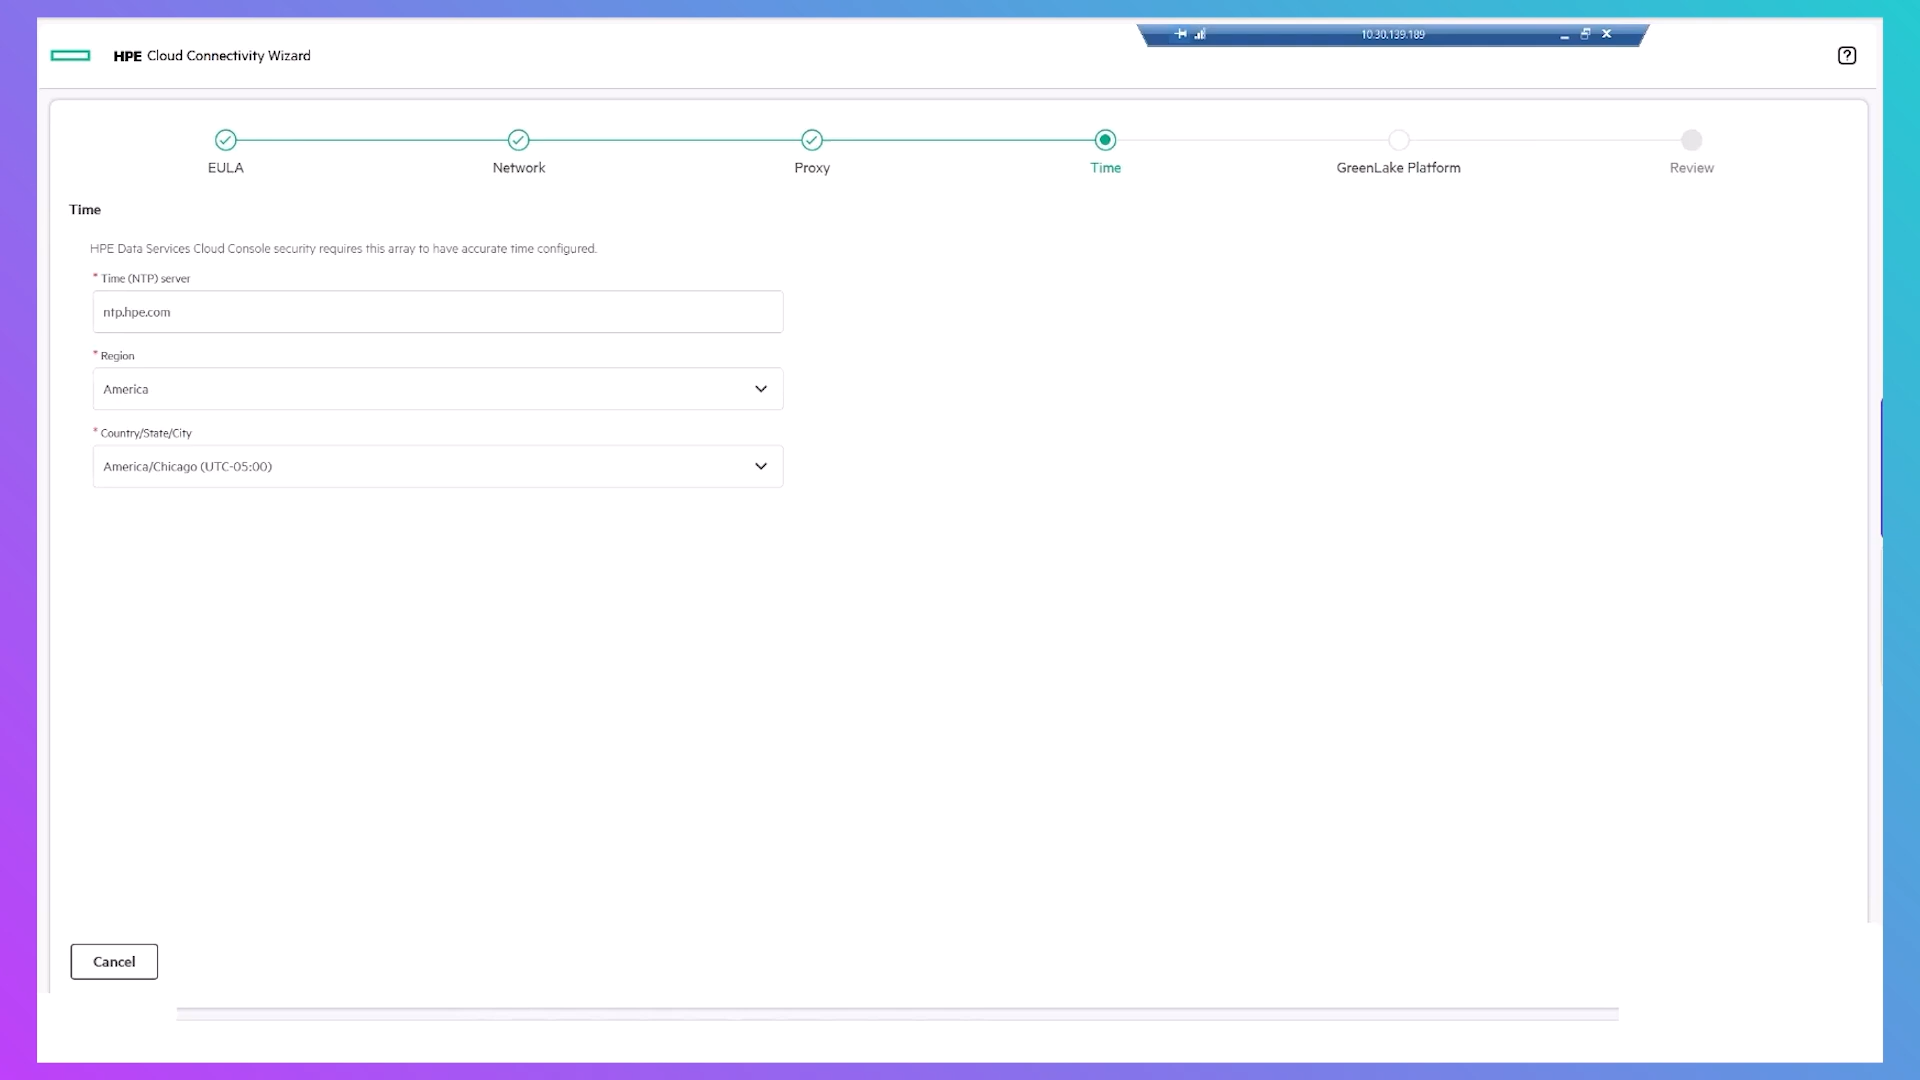 HPE Cloud Connectivity Wizard
10.30.139.189
EULA
Network
Proxy
Time
GreenLake Platform
Review
Time
HPE Data Services Cloud Console security requires this array to have accurate time configured.
* Time (NTP) server
ntp.hpe.com
* Region
America
* Country/State/City
America/Chicago (UTC-05:00)
Cancel